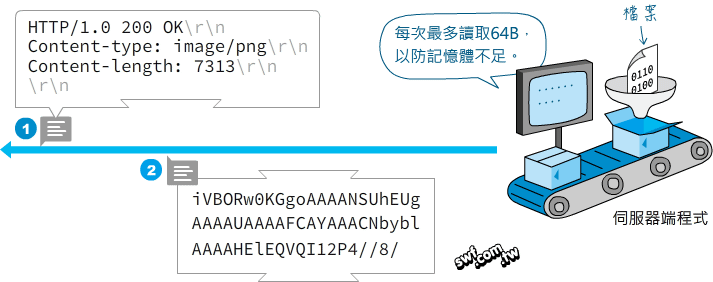 HTTP/1.0 200 OK\r\n
Content-type: image/png\r\n
Content-length: 7313\r\n
\r\n
1
每次最多讀取64B，
以防記憶體不足。
檔案
0110
0100
2
iVBORw0KGgoAAAANSUhEUg
AAAAUAAAAFCAYAAACNbybl
AAAAHElEQVQI12P4//8/
伺服器端程式
swf.com.tw